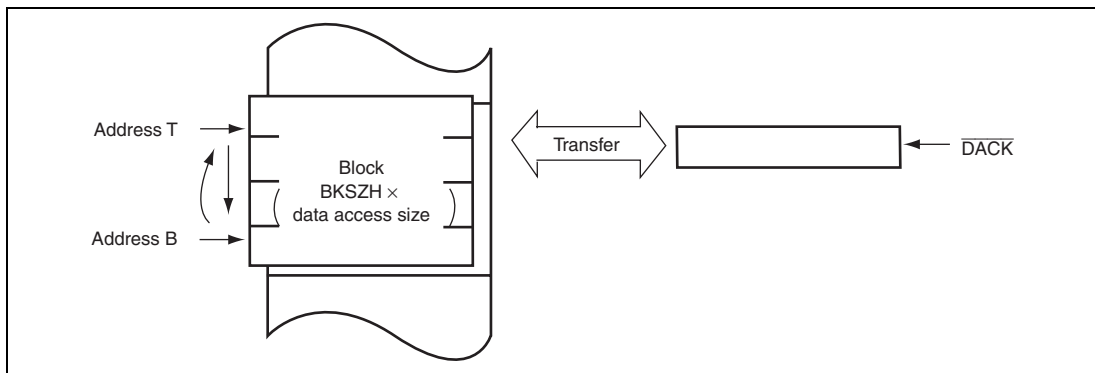 Address T
Transfer
DACK
Block
BKSZH ×
data access size
Address B